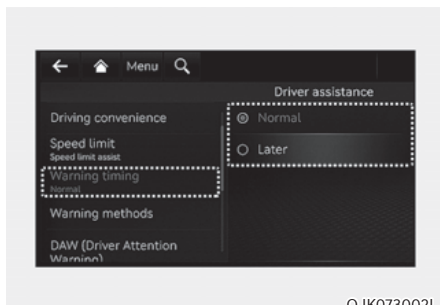 Menu
Driver assistance
Driving convenience
Normal
Speed limit
Speed limit assist
Later
Warning timing
Normal
Warning methods
DAW (Driver Attention
Warning)
OJK073002L